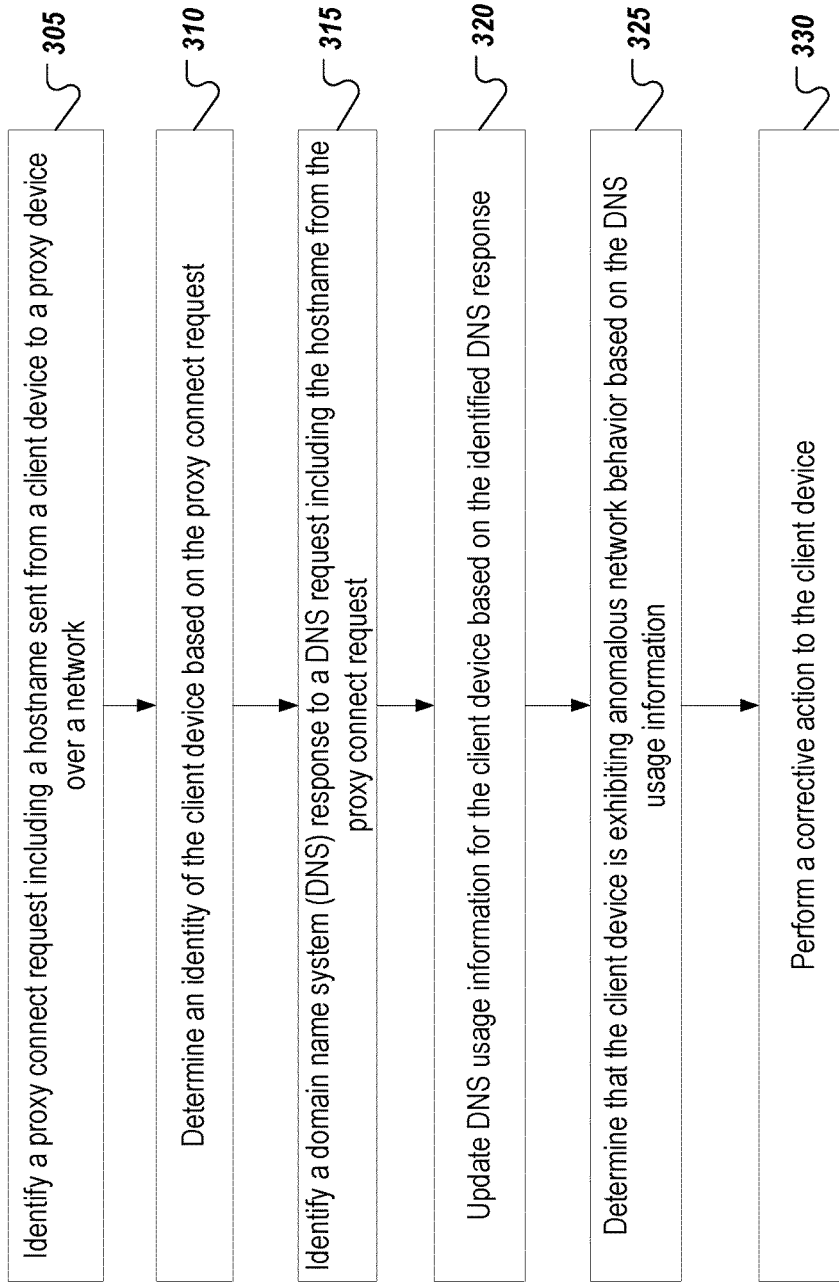 Identify a proxy connect request including a hostname sent from a client device to a proxy device
over a network
305
Determine an identity of the client device based on the proxy connect request
310
Identify a domain name system (DNS) response to a DNS request including the hostname from the
proxy connect request
315
Update DNS usage information for the client device based on the identified DNS response
320
Determine that the client device is exhibiting anomalous network behavior based on the DNS
usage information
325
Perform a corrective action to the client device
330